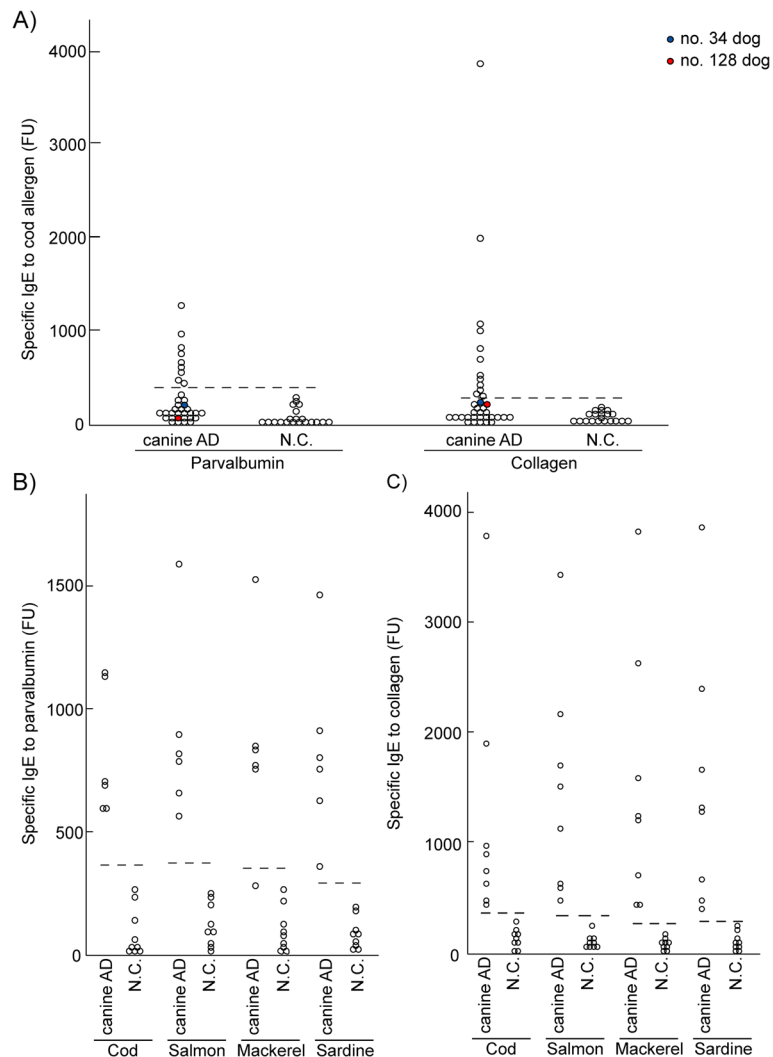 A)
no. 34 dog
no. 128 dog
Specific IgE to cod allergen (FU)
4000
3000
2000
1000
0
canine AD N.C. canine AD N.C.
Parvalbumin Collagen
B)
Specific IgE to parvalbumin (FU)
1500
1000
500
0
canine AD N.C. canine AD N.C. canine AD N.C. canine AD N.C.
Cod Salmon Mackerel Sardine
C)
Specific IgE to collagen (FU)
4000
3000
2000
1000
0
canine AD N.C. canine AD N.C. canine AD N.C. canine AD N.C.
Cod Salmon Mackerel Sardine